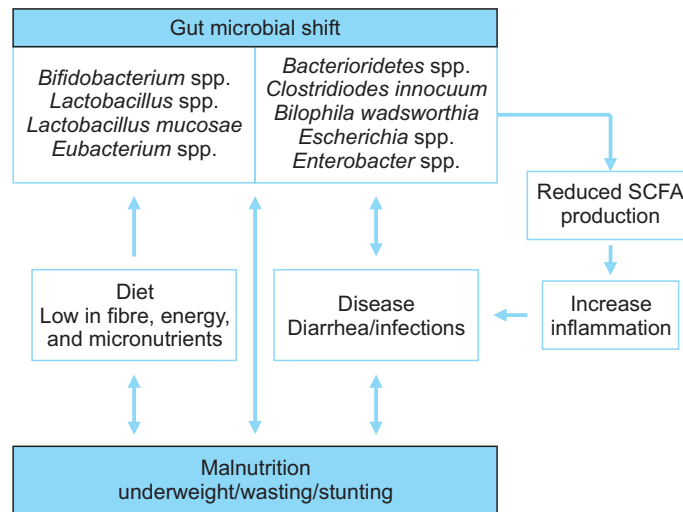 Gut microbial shift
Bifidobacterium spp.
Lactobacillus spp.
Lactobacillus mucosae
Eubacterium spp.
Bacterioridetes spp.
Clostridiodes innocuum
Bilophila wadsworthia
Escherichia spp.
Enterobacter spp.
Reduced SCFA
production
Diet
Low in fibre, energy,
and micronutrients
Disease
Diarrhea/infections
Increase
inflammation
Malnutrition
underweight/wasting/stunting